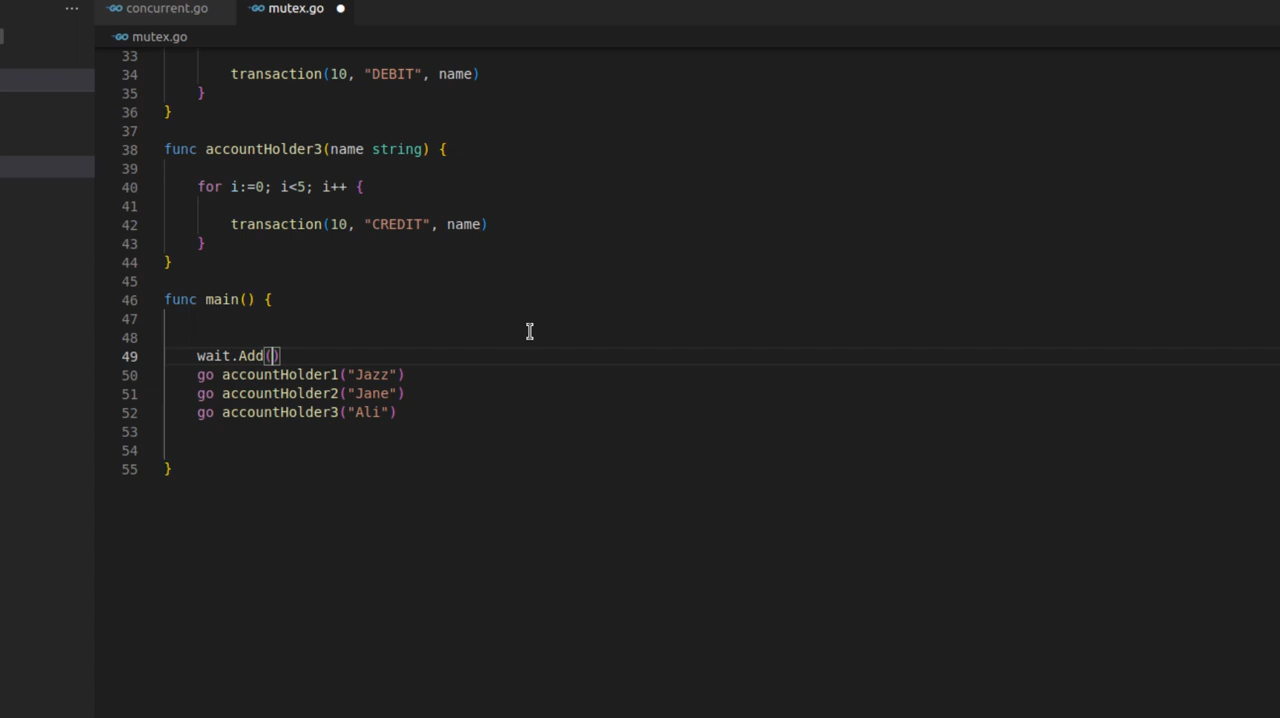 ... concurrent.go mutex.go ●
mutex.go
33
34 transaction(10, "DEBIT", name)
35 }
36 }
37
38 func accountHolder3(name string) {
39
40 for i:=0; i<5; i++ {
41
42 transaction(10, "CREDIT", name)
43 }
44 }
45
46 func main() {
47
48
49 wait.Add()
50 go accountHolder1("Jazz")
51 go accountHolder2("Jane")
52 go accountHolder3("Ali")
53
54
55 }